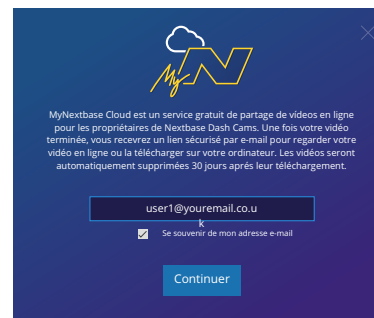 My N
MyNextbase Cloud est un service gratuit de partage de vídeos en ligne
pour les propriétaires de Nextbase Dash Cams. Une fois votre vidéo
terminée, vous recevrez un lien sécurisé par e-mail pour regarder votre
vidéo en ligne ou la télécharger sur votre ordinateur. Les vidéos seront
automatiquement supprimées 30 jours aprés leur téléchargement.
user1@youremail.co.u
k
Se souvenir de mon adresse e-mail
Continuer